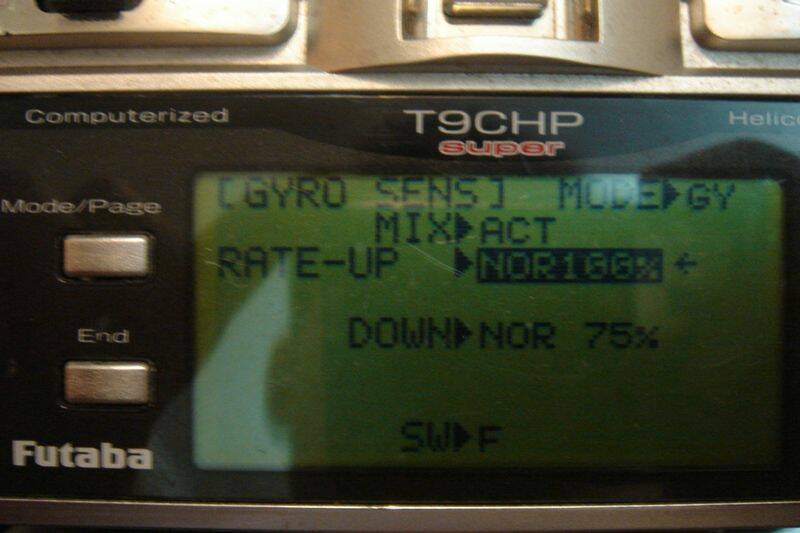 Computerized T9CHP Helico
super
Mode/Page
[GYRO SENS] MODE▶GY
MIX▶ACT
RATE-UP ▶NOR100% ←
End
DOWN▶NOR 75%
SW▶F
Futaba